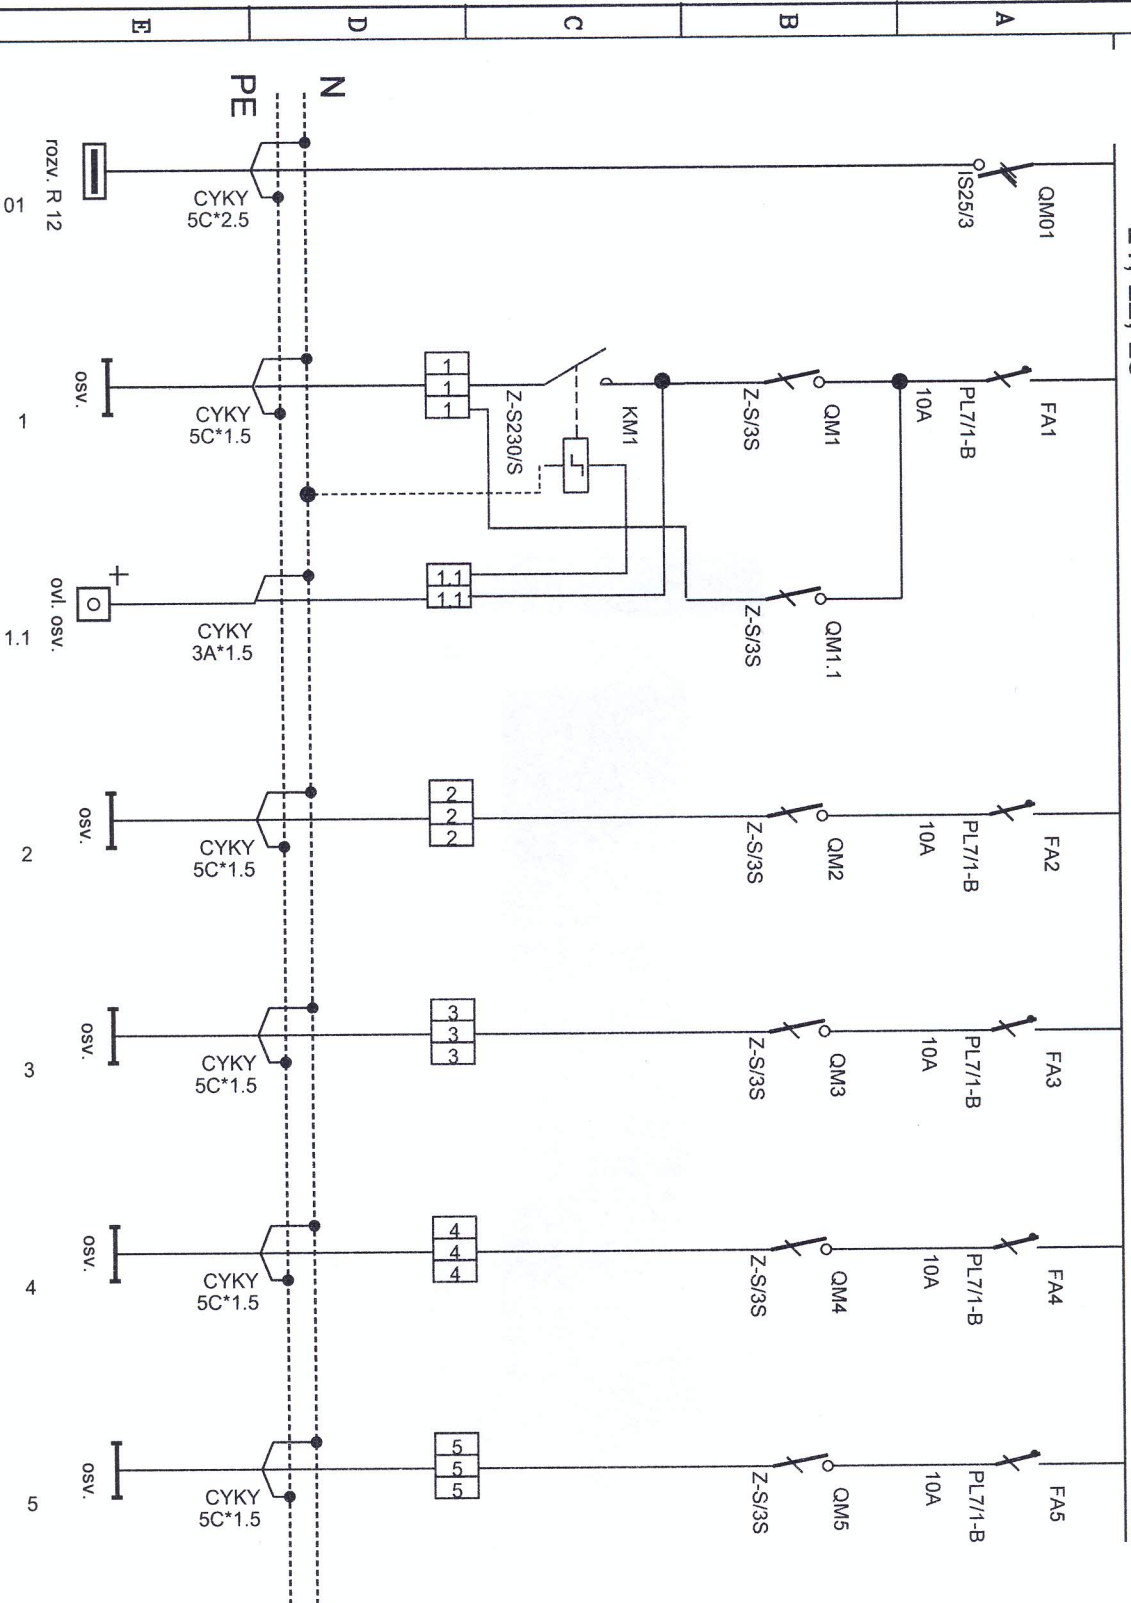 E
D
C
B
A
N
PE
QM01
IS25/3
CYKY
5C*2.5
rozv. R 12
01
FA1
PL7/1-B
10A
QM1
Z-S/3S
KM1
Z-S230/S
1
1
1
CYKY
5C*1.5
osv.
1
QM1.1
Z-S/3S
1.1
1.1
CYKY
3A*1.5
ovl. osv.
1.1
FA2
PL7/1-B
10A
QM2
Z-S/3S
2
2
2
CYKY
5C*1.5
osv.
2
FA3
PL7/1-B
10A
QM3
Z-S/3S
3
3
3
CYKY
5C*1.5
osv.
3
FA4
PL7/1-B
10A
QM4
Z-S/3S
4
4
4
CYKY
5C*1.5
osv.
4
FA5
PL7/1-B
10A
QM5
Z-S/3S
5
5
5
CYKY
5C*1.5
osv.
5